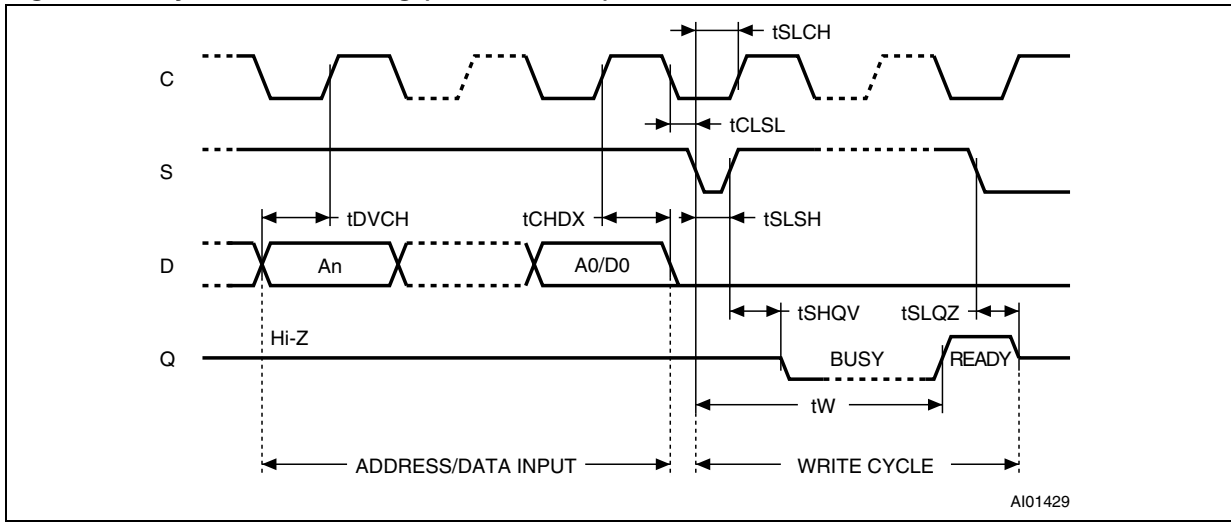 tSLCH
C
tCLSL
S
tDVCH
tCHDX
tSLSH
D
An
A0/D0
tSHQV
tSLQZ
Hi-Z
Q
BUSY
READY
tW
ADDRESS/DATA INPUT
WRITE CYCLE
AI01429